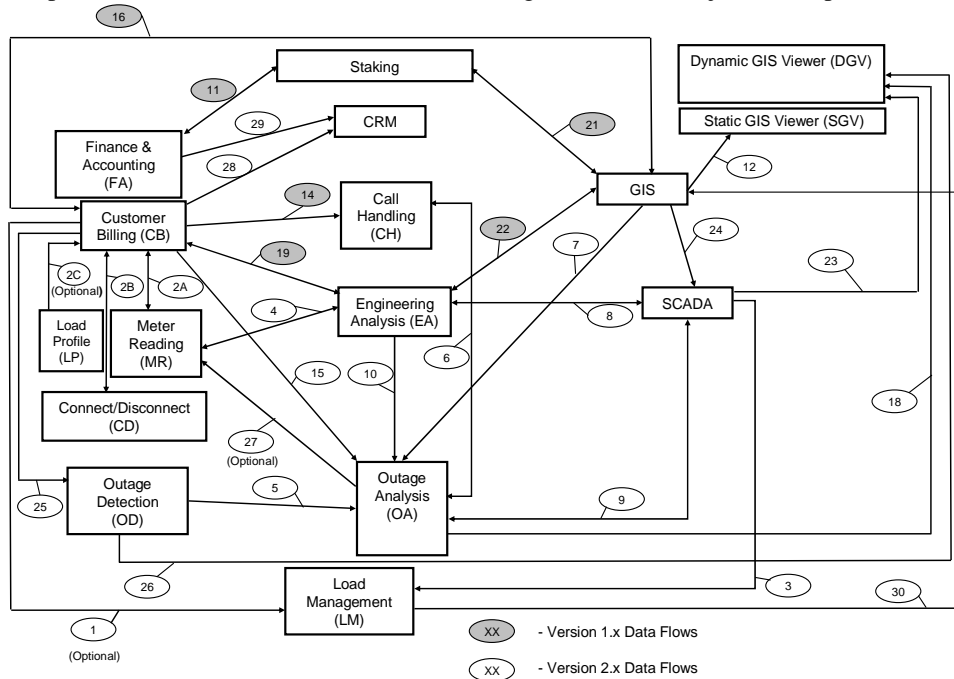 16
Staking
Dynamic GIS Viewer (DGV)
11
29
CRM
21
Static GIS Viewer (SGV)
Finance &
Accounting
(FA)
28
12
GIS
14
Call
Handling
(CH)
Customer
Billing (CB)
22
7
24
19
23
2C
(Optional)
2B
2A
4
Engineering
Analysis (EA)
8
SCADA
Load
Profile
(LP)
Meter
Reading
(MR)
6
15
10
18
Connect/Disconnect
(CD)
27
(Optional)
Outage
Detection
(OD)
5
Outage
Analysis
(OA)
25
9
26
3
30
Load
Management
(LM)
1
(Optional)
XX - Version 1.x Data Flows
XX - Version 2.x Data Flows